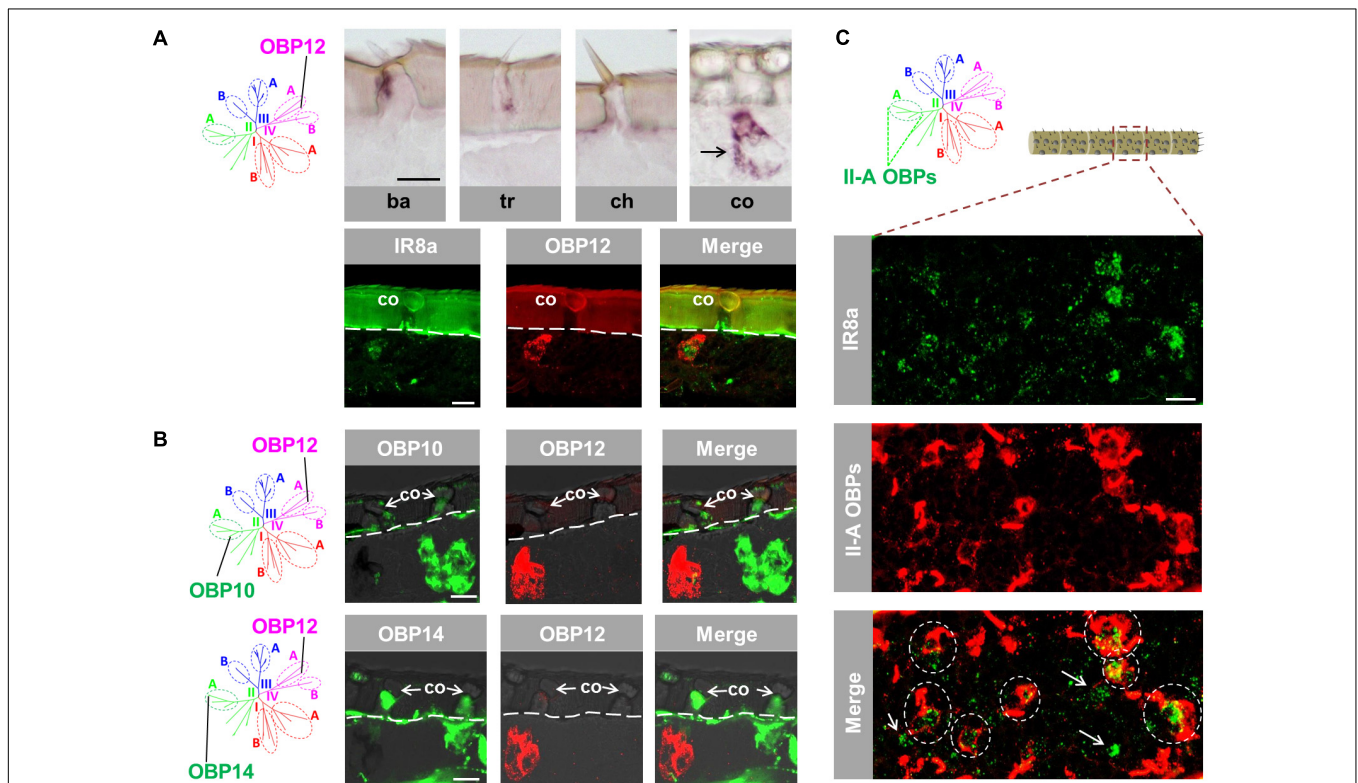 A
OBP12
A
B
A
A
II
III
IV
B
I
A
B
ba
tr
ch
co
IR8a
OBP12
Merge
co
co
co
B
OBP12
A
B
A
A
II
III
IV
B
I
A
B
OBP10
OBP10
OBP12
Merge
co
co
co
OBP12
A
B
A
A
II
III
IV
B
I
A
B
OBP14
OBP14
OBP12
Merge
co
co
co
C
A
B
A
A
II
III
IV
B
I
A
B
II-A OBPs
IR8a
II-A OBPs
Merge